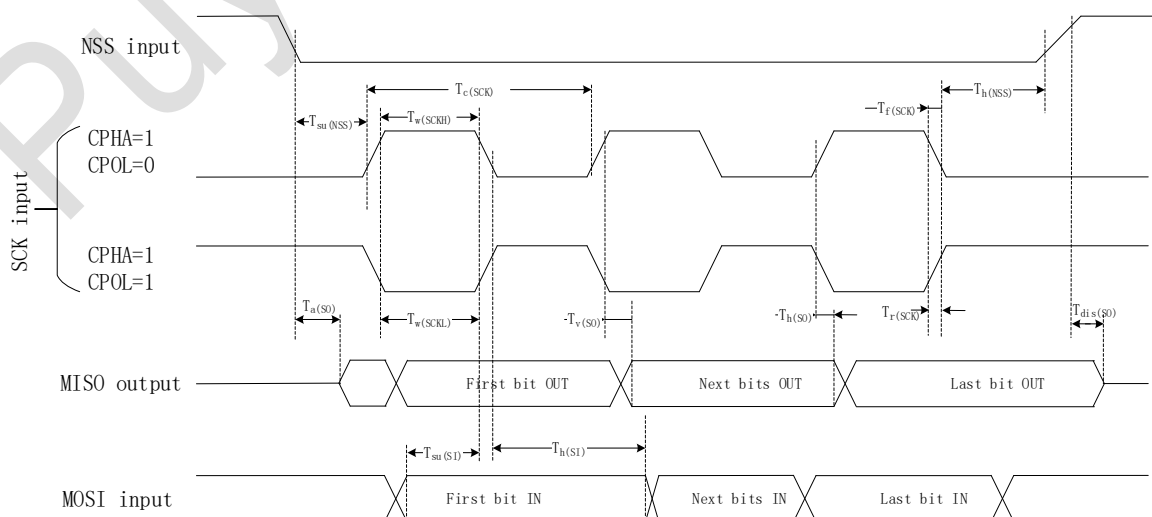 Puy
NSS input
Tc(SCK)
Th(NSS)
Tf(SCK)
Tsu(NSS)
Tw(SCKH)
CPHA=1
CPOL=0
SCK input
CPHA=1
CPOL=1
Ta(SO)
Tw(SCKL)
Tv(SO)
Th(SO)
Tr(SCK)
Tdis(SO)
MISO output
First bit OUT
Next bits OUT
Last bit OUT
Tsu(SI)
Th(SI)
MOSI input
First bit IN
Next bits IN
Last bit IN